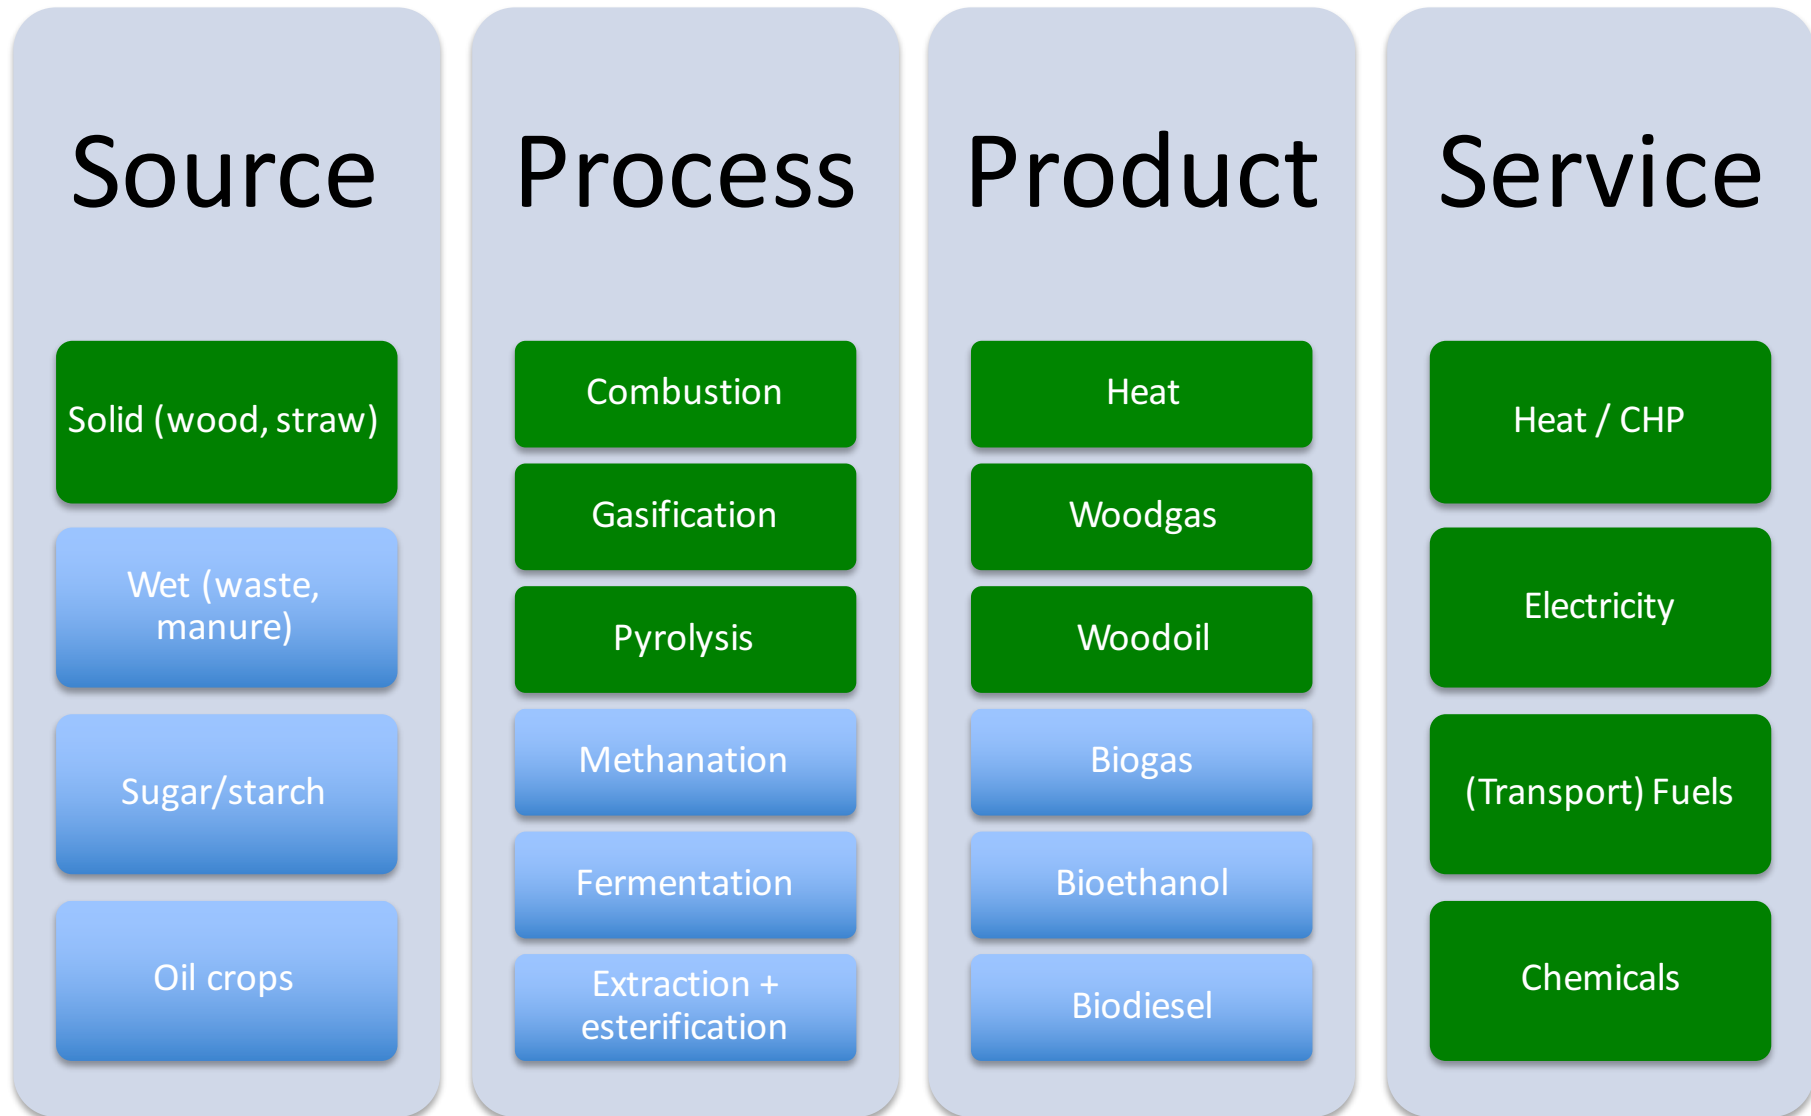 Source
Solid (wood, straw)
Wet (waste,
manure)
Sugar/starch
Oil crops
Process
Combustion
Gasification
Pyrolysis
Methanation
Fermentation
Extraction +
esterification
Product
Heat
Woodgas
Woodoil
Biogas
Bioethanol
Biodiesel
Service
Heat / CHP
Electricity
(Transport) Fuels
Chemicals